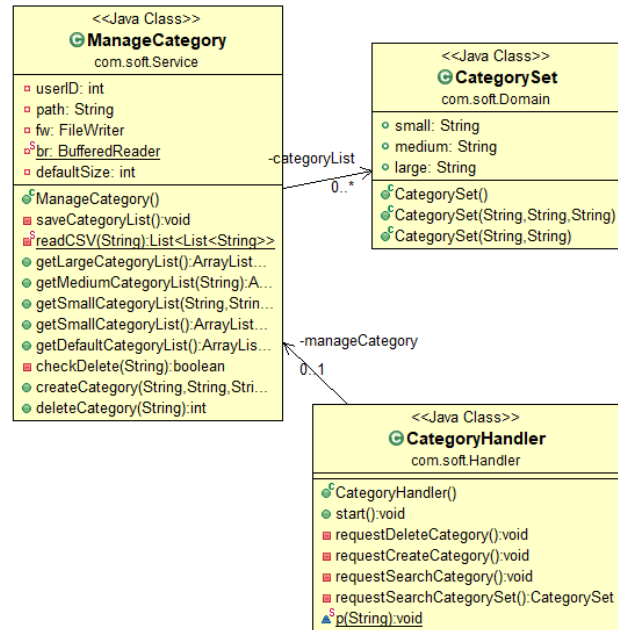 <<Java Class>>
ManageCategory
com.soft.Service
userID: int
path: String
fw: FileWriter
br: BufferedReader
defaultSize: int
ManageCategory()
saveCategoryList():void
readCSV(String):List<List<String>>
getLargeCategoryList():ArrayList...
getMediumCategoryList(String):A...
getSmallCategoryList(String,Strin...
getSmallCategoryList():ArrayList...
getDefaultCategoryList():ArrayLis...
checkDelete(String):boolean
createCategory(String,String,Stri...
deleteCategory(String):int
-categoryList
0..*
<<Java Class>>
CategorySet
com.soft.Domain
small: String
medium: String
large: String
CategorySet()
CategorySet(String,String,String)
CategorySet(String,String)
-manageCategory
0..1
<<Java Class>>
CategoryHandler
com.soft.Handler
CategoryHandler()
start():void
requestDeleteCategory():void
requestCreateCategory():void
requestSearchCategory():void
requestSearchCategorySet():CategorySet
p(String):void